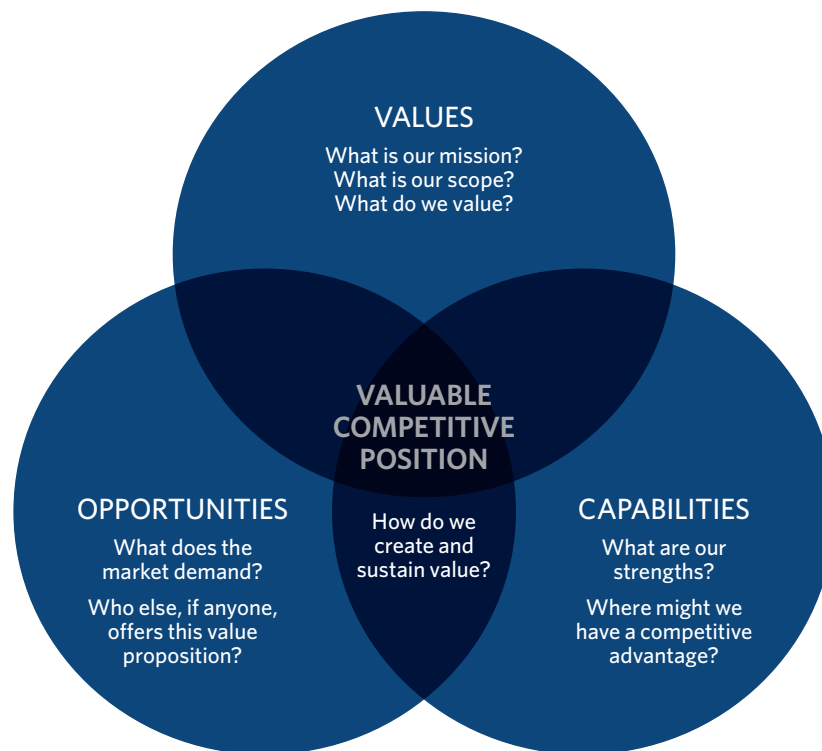 VALUES
What is our mission?
What is our scope?
What do we value?
VALUABLE
COMPETITIVE
POSITION
How do we
create and
sustain value?
OPPORTUNITIES
What does the
market demand?
Who else, if anyone,
offers this value
proposition?
CAPABILITIES
What are our
strengths?
Where might we
have a competitive
advantage?